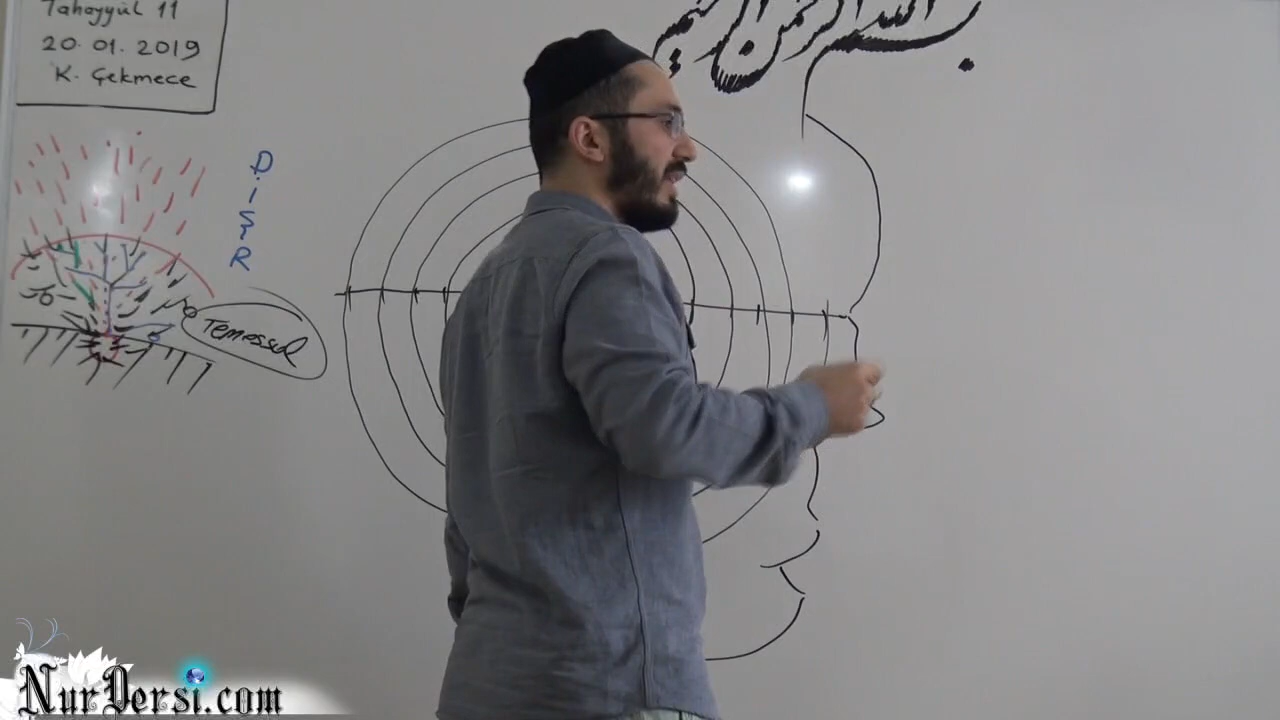 Tahayyül 11
20.01.2019
K. Çekmece
بسم الله الرحمن الرحيم
Temessül
NurDersi.com